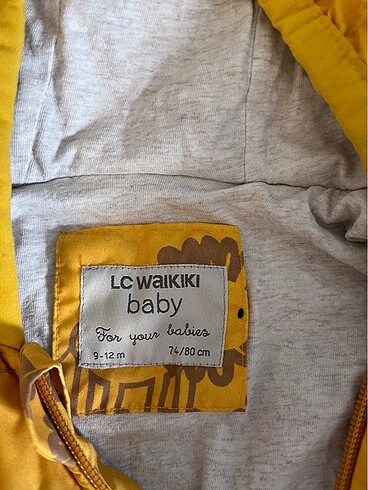 LC WAIKIKI
baby
For your babies
9-12 m 74/80 cm